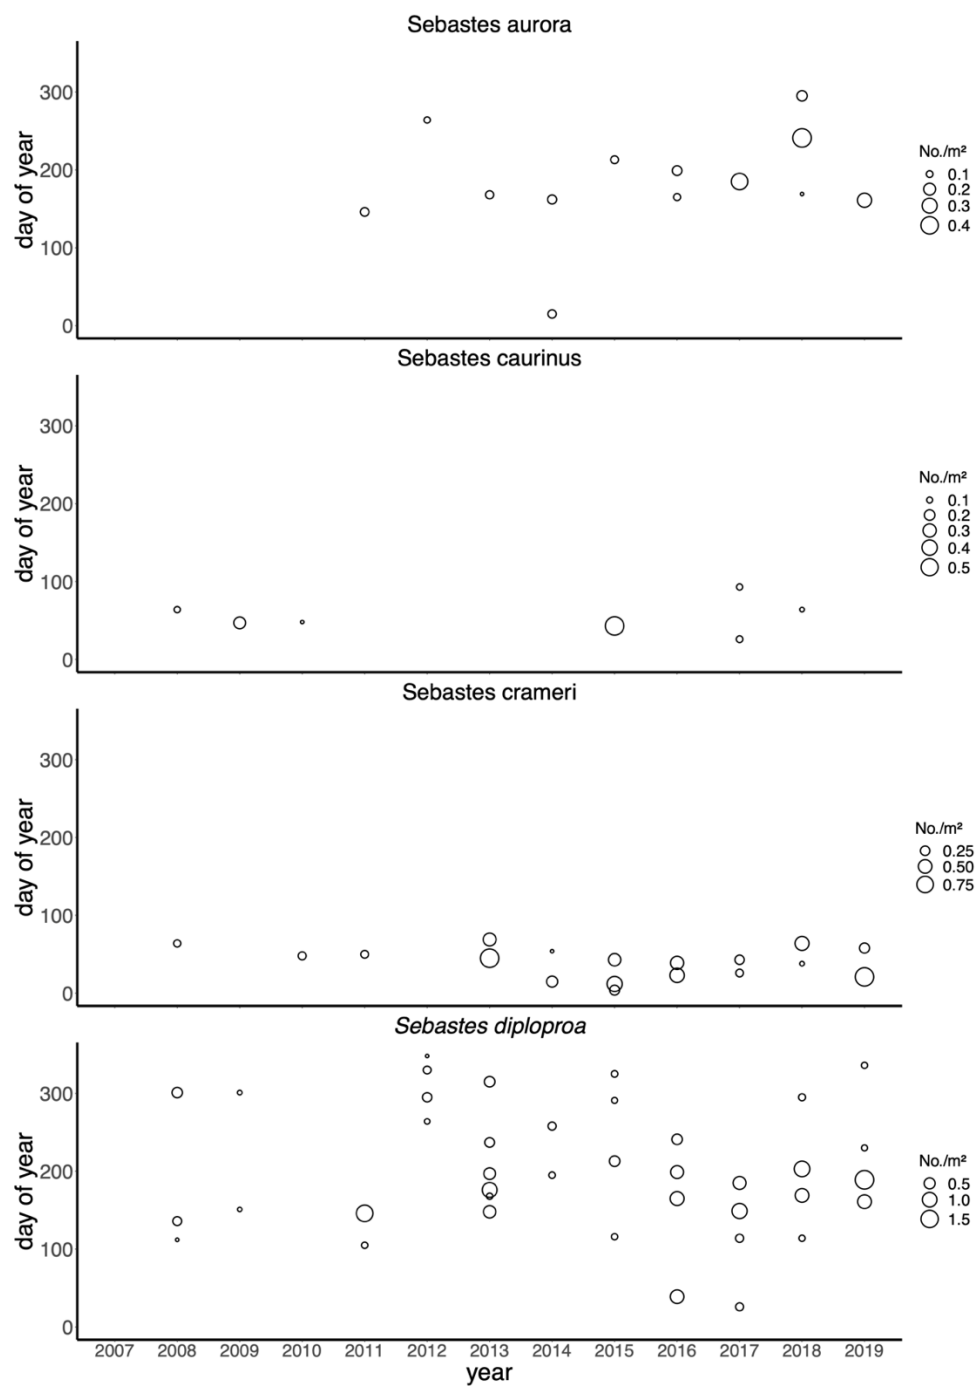 Sebastes aurora
day of year
300
200
100
0
No./m²
0.1
0.2
0.3
0.4
Sebastes caurinus
day of year
300
200
100
0
No./m²
0.1
0.2
0.3
0.4
0.5
Sebastes crameri
day of year
300
200
100
0
No./m²
0.25
0.50
0.75
Sebastes diploproa
day of year
300
200
100
0
No./m²
0.5
1.0
1.5
2007 2008 2009 2010 2011 2012 2013 2014 2015 2016 2017 2018 2019
year